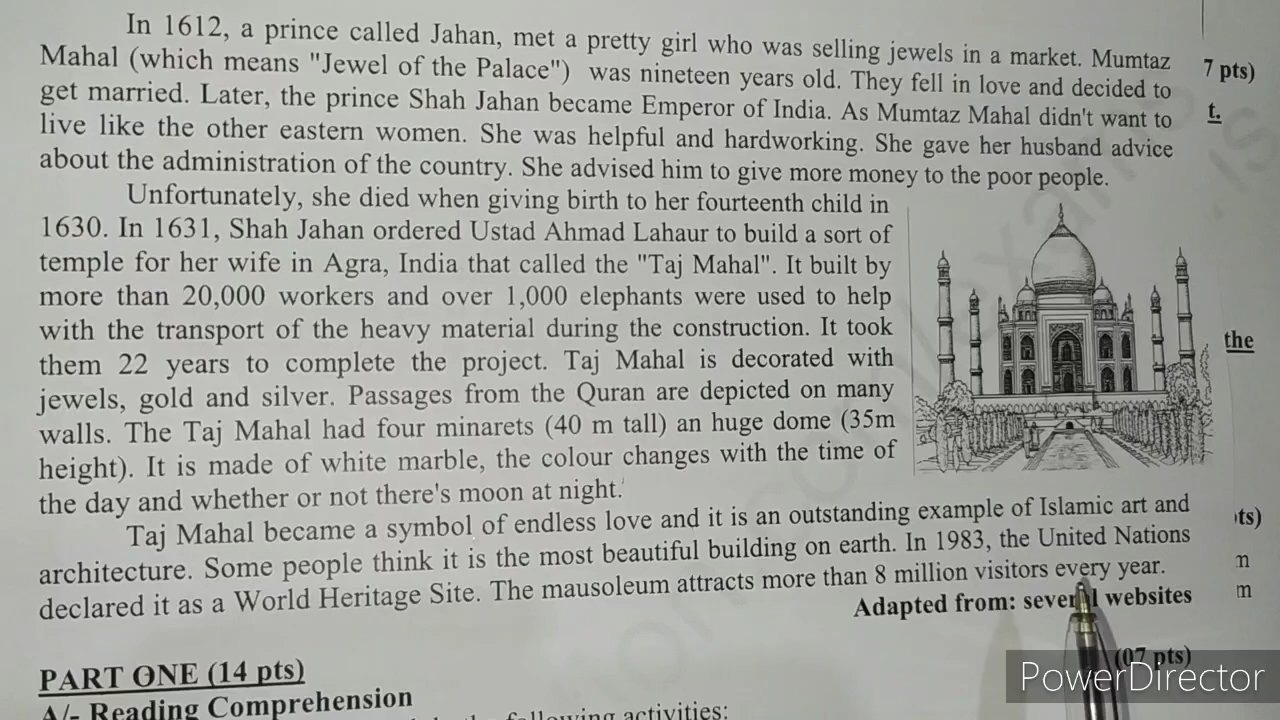 In 1612, a prince called Jahan, met a pretty girl who was selling jewels in a market. Mumtaz
Mahal (which means "Jewel of the Palace") was nineteen years old. They fell in love and decided to
get married. Later, the prince Shah Jahan became Emperor of India. As Mumtaz Mahal didn't want to
live like the other eastern women. She was helpful and hardworking. She gave her husband advice
about the administration of the country. She advised him to give more money to the poor people.
Unfortunately, she died when giving birth to her fourteenth child in
1630. In 1631, Shah Jahan ordered Ustad Ahmad Lahaur to build a sort of
temple for her wife in Agra, India that called the "Taj Mahal". It built by
more than 20,000 workers and over 1,000 elephants were used to help
with the transport of the heavy material during the construction. It took
them 22 years to complete the project. Taj Mahal is decorated with
jewels, gold and silver. Passages from the Quran are depicted on many
walls. The Taj Mahal had four minarets (40 m tall) an huge dome (35m
height). It is made of white marble, the colour changes with the time of
the day and whether or not there's moon at night.
Taj Mahal became a symbol of endless love and it is an outstanding example of Islamic art and
architecture. Some people think it is the most beautiful building on earth. In 1983, the United Nations
declared it as a World Heritage Site. The mausoleum attracts more than 8 million visitors every year.
Adapted from: several websites
PART ONE (14 pts)
(07 pts)
A/- Reading Comprehension
following activities:
7 pts)
t.
the
pts)
m
m
PowerDirector